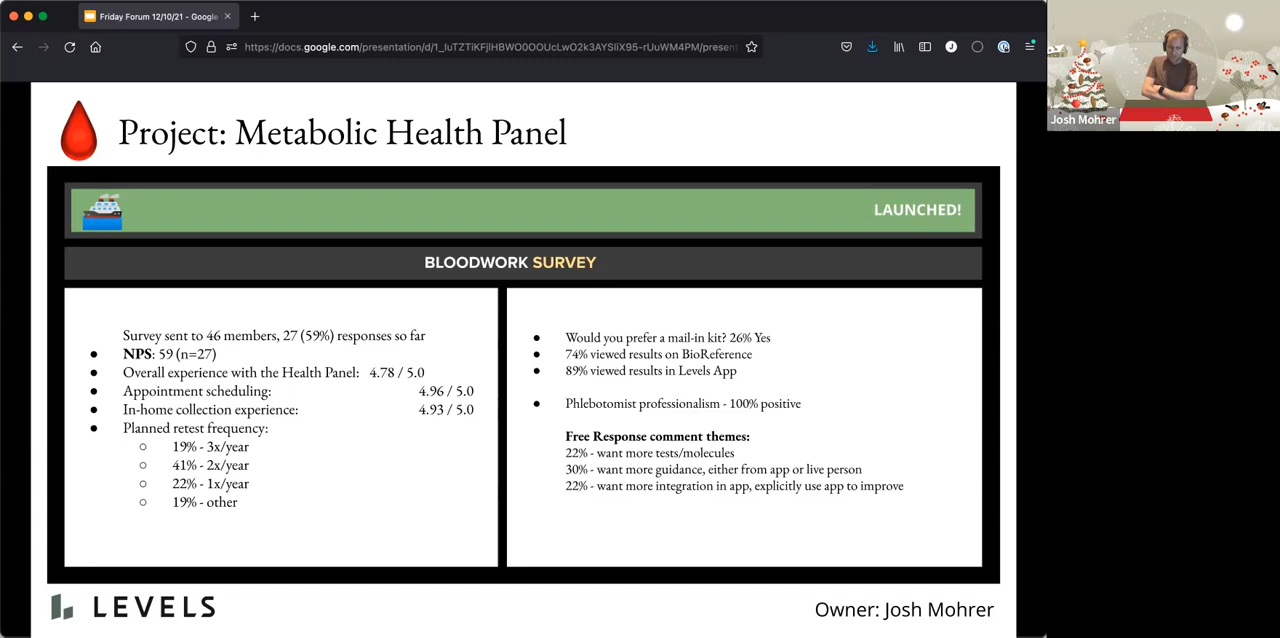 Friday Forum 12/10/21 - Google
https://docs.google.com/presentation/d/1_IuTZTiKFjlHBWO0OOUcLwO2k3AYSIiX95-rUuWM4PM/present
Josh Mohrer
Project: Metabolic Health Panel
LAUNCHED!
BLOODWORK SURVEY
Survey sent to 46 members, 27 (59%) responses so far
● NPS: 59 (n=27)
● Overall experience with the Health Panel: 4.78 / 5.0
● Appointment scheduling: 4.96 / 5.0
● In-home collection experience: 4.93 / 5.0
● Planned retest frequency:
○ 19% - 3x/year
○ 41% - 2x/year
○ 22% - 1x/year
○ 19% - other
● Would you prefer a mail-in kit? 26% Yes
● 74% viewed results on BioReference
● 89% viewed results in Levels App
● Phlebotomist professionalism - 100% positive
Free Response comment themes:
22% - want more tests/molecules
30% - want more guidance, either from app or live person
22% - want more integration in app, explicitly use app to improve
LEVELS
Owner: Josh Mohrer